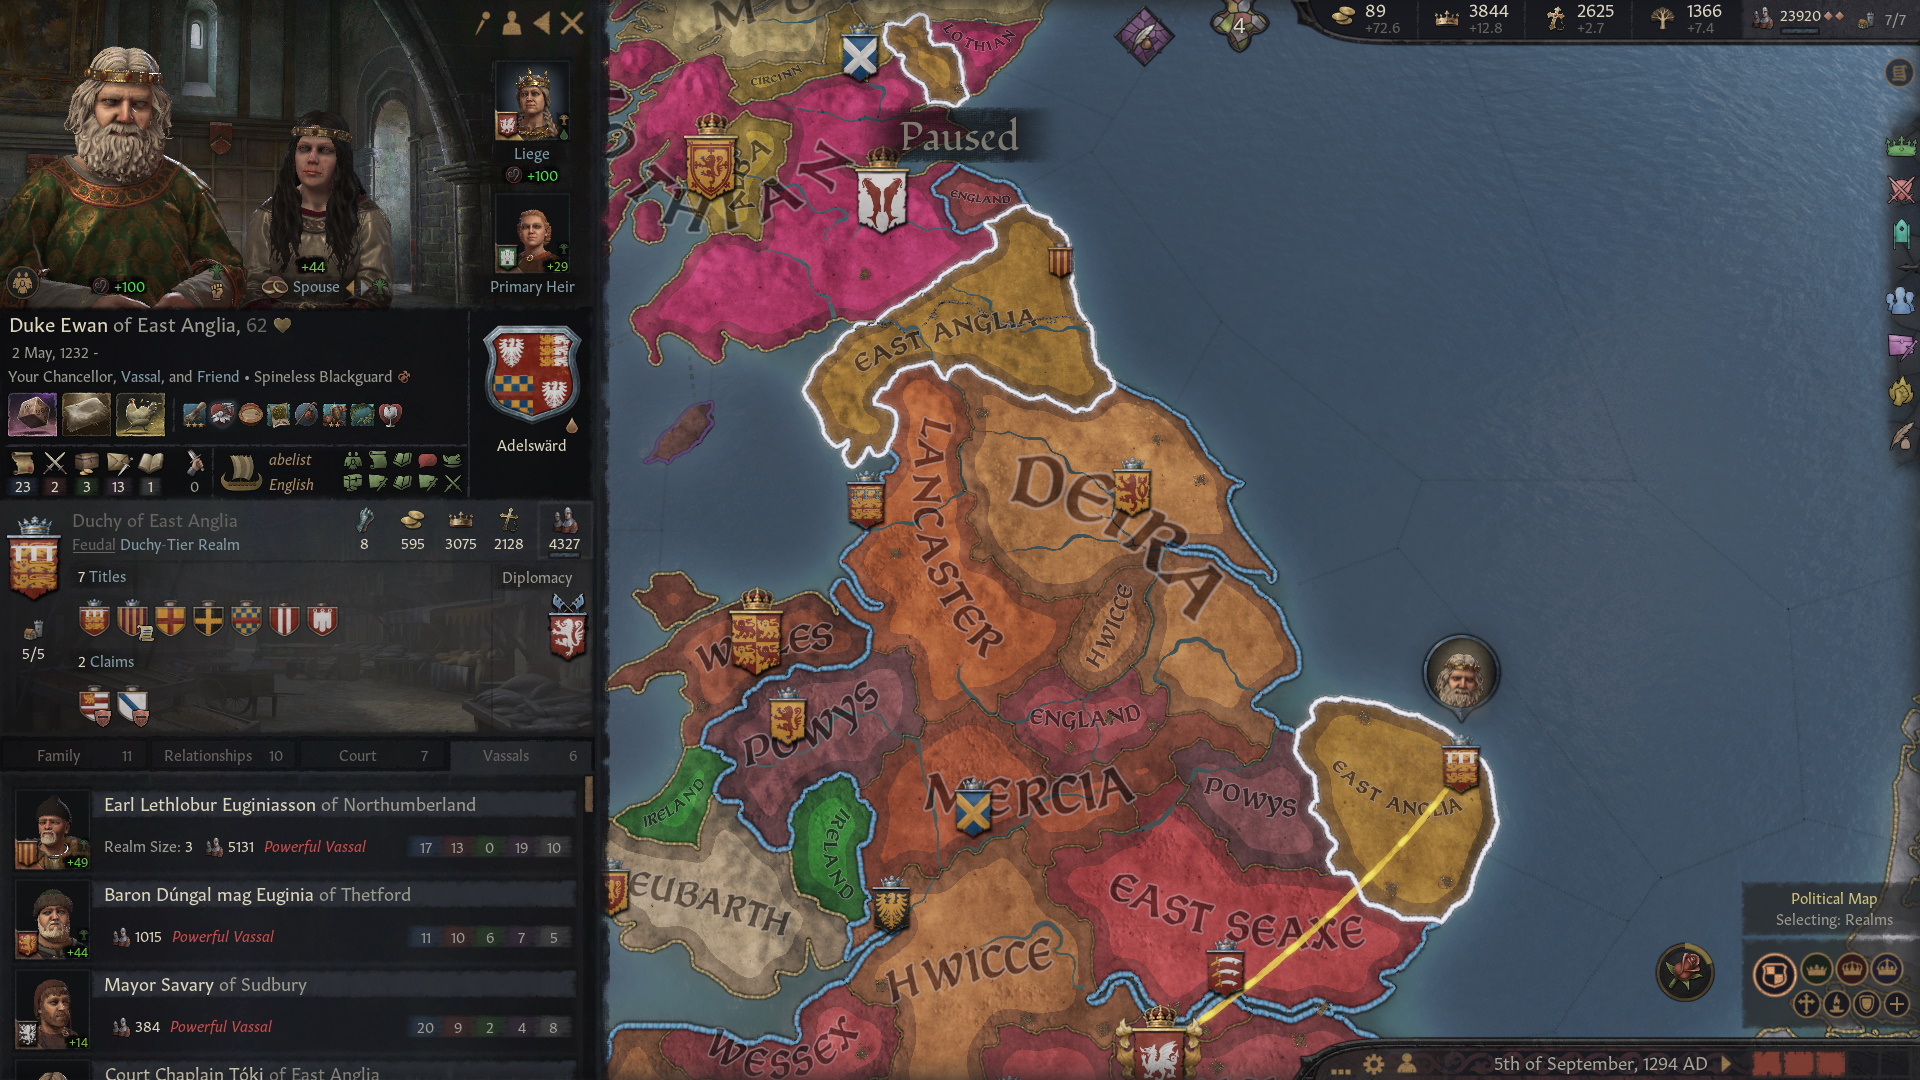 89
+72.6
3844
+12.8
2625
+2.7
1366
+7.4
23920
7/7
4
Paused
Liege
+100
Primary Heir
+29
+100
+44
Spouse
Duke Ewan of East Anglia, 62
2 May, 1232 -
Your Chancellor, Vassal, and Friend • Spineless Blackguard
Adelswärd
23
2
3
13
1
0
abelist
English
Duchy of East Anglia
Feudal Duchy-Tier Realm
8
595
3075
2128
4327
7 Titles
Diplomacy
5/5
2 Claims
Family 11
Relationships 10
Court 7
Vassals 6
Earl Lethlobur Euginiasson of Northumberland
Realm Size: 3 5131 Powerful Vassal
17 13 0 19 10
+49
Baron Dúngal mag Euginia of Thetford
1015 Powerful Vassal
11 10 6 7 5
+44
Mayor Savary of Sudbury
384 Powerful Vassal
20 9 2 4 8
+14
Court Chaplain Tóki of East Anglia
LOTHIAN
CIRCINN
ENGLAND
EAST ANGLIA
LANCASTER
DEIRA
HWICCE
WALES
POWYS
ENGLAND
MERCIA
POWYS
EAST ANGLIA
IRELAND
IRELAND
EUBARTH
EAST SEAXE
HWICCE
WESSEX
Political Map
Selecting: Realms
5th of September, 1294 AD